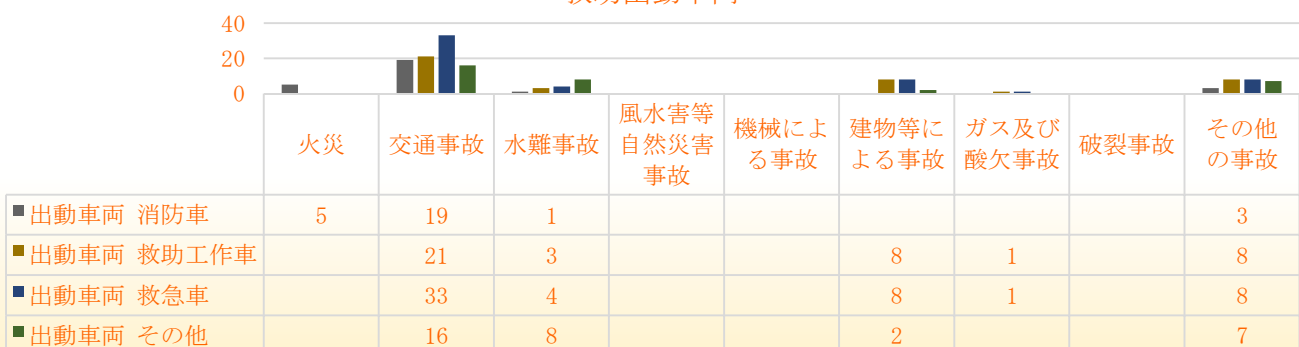 40
20
0
火災
交通事故
水難事故
風水害等
自然災害
事故
機械によ
る事故
建物等に
よる事故
ガス及び
酸欠事故
破裂事故
その他
の事故
出動車両 消防車 5 19 1 3
出動車両 救助工作車 21 3 8 1 8
出動車両 救急車 33 4 8 1 8
出動車両 その他 16 8 2 7